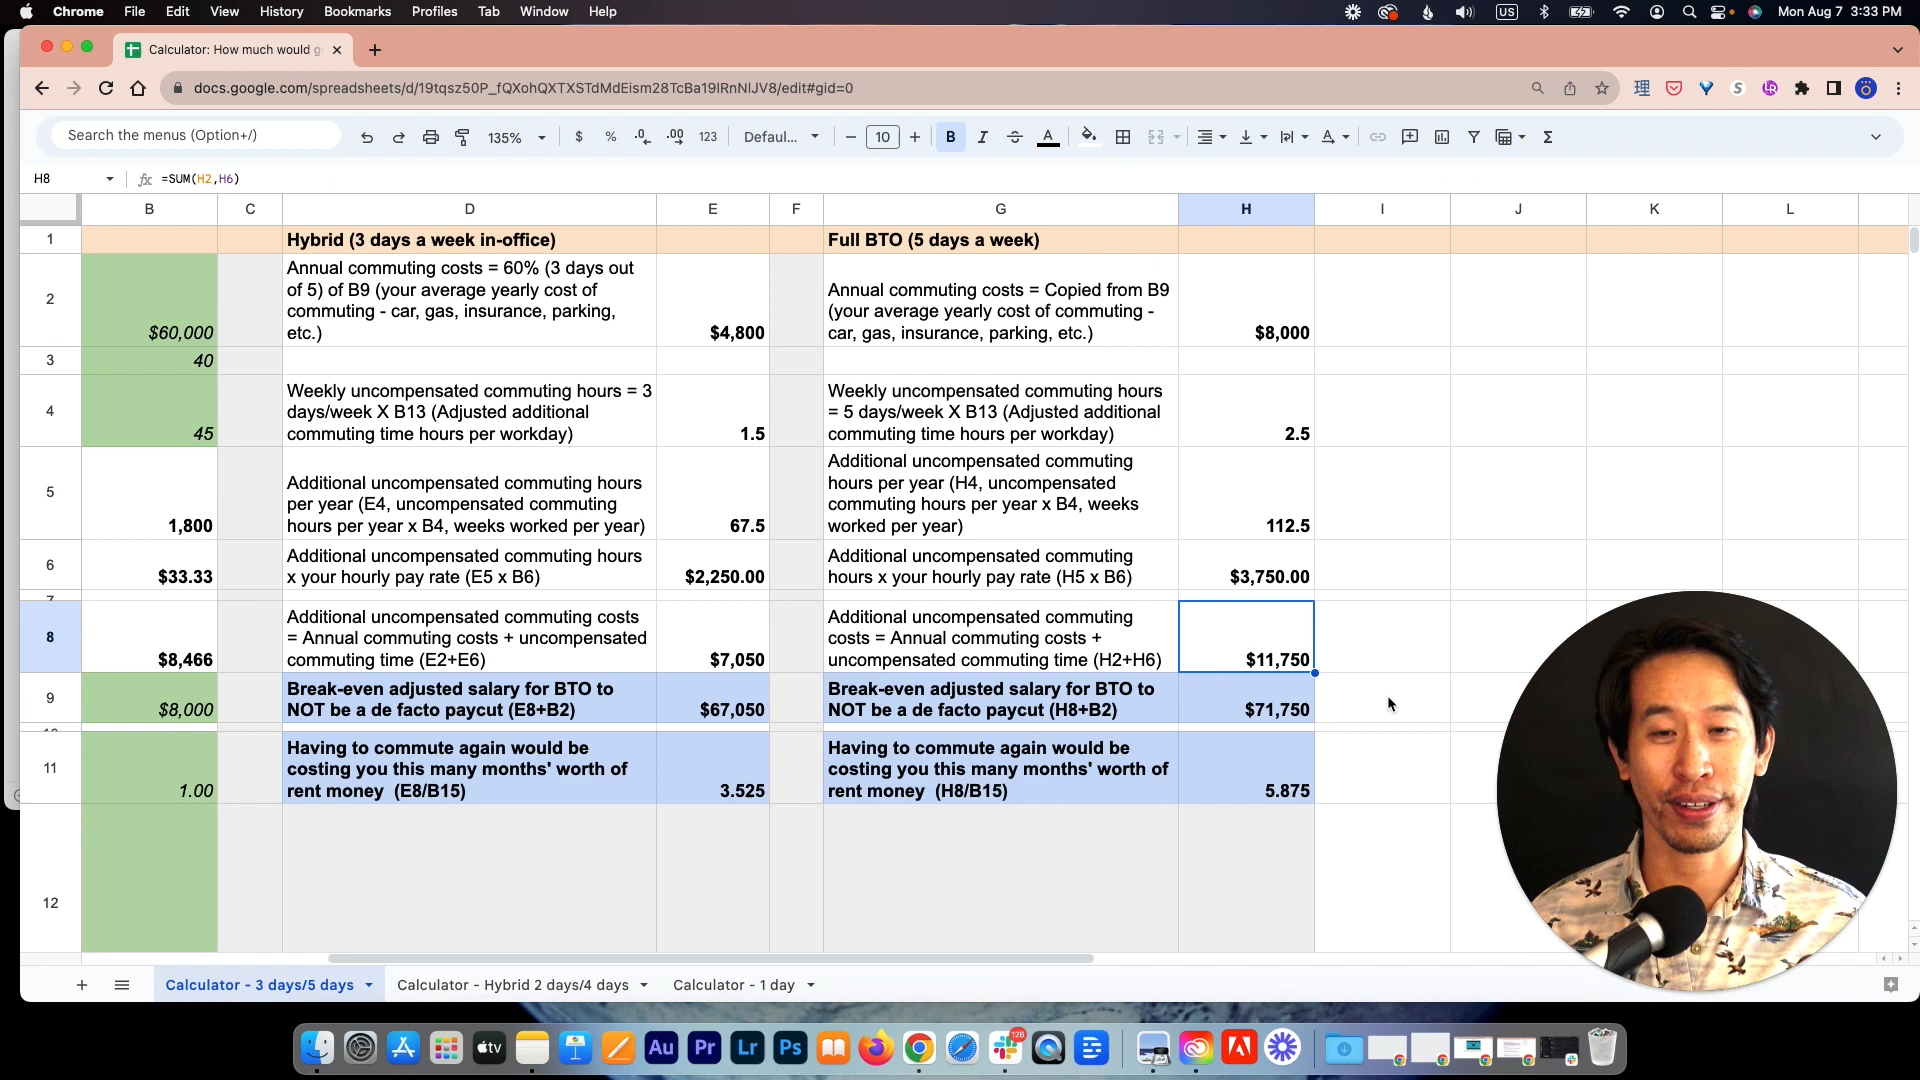 Chrome File Edit View History Bookmarks Profiles Tab Window Help US Mon Aug 7 3:33 PM
Calculator: How much would g
docs.google.com/spreadsheets/d/19tqsz50P_fQXohQXTXSTdMdEism28TcBa19lRnNlJV8/edit#gid=0
Search the menus (Option+/) 135% $ % .0 .00 123 Defaul... 10 B I S A
H8 fx =SUM(H2,H6)
B C D E F G H I J K L
1 Hybrid (3 days a week in-office) Full BTO (5 days a week)
2
$60,000
Annual commuting costs = 60% (3 days out
of 5) of B9 (your average yearly cost of
commuting - car, gas, insurance, parking,
etc.)
$4,800
Annual commuting costs = Copied from B9
(your average yearly cost of commuting -
car, gas, insurance, parking, etc.)
$8,000
3 40
4
45
Weekly uncompensated commuting hours = 3
days/week X B13 (Adjusted additional
commuting time hours per workday)
1.5
Weekly uncompensated commuting hours
= 5 days/week X B13 (Adjusted additional
commuting time hours per workday)
2.5
5
1,800
Additional uncompensated commuting hours
per year (E4, uncompensated commuting
hours per year x B4, weeks worked per year)
67.5
Additional uncompensated commuting
hours per year (H4, uncompensated
commuting hours per year x B4, weeks
worked per year)
112.5
6
$33.33
Additional uncompensated commuting hours
x your hourly pay rate (E5 x B6)
$2,250.00
Additional uncompensated commuting
hours x your hourly pay rate (H5 x B6)
$3,750.00
8
$8,466
Additional uncompensated commuting costs
= Annual commuting costs + uncompensated
commuting time (E2+E6)
$7,050
Additional uncompensated commuting
costs = Annual commuting costs +
uncompensated commuting time (H2+H6)
$11,750
9
$8,000
Break-even adjusted salary for BTO to
NOT be a de facto paycut (E8+B2)
$67,050
Break-even adjusted salary for BTO to
NOT be a de facto paycut (H8+B2)
$71,750
11
1.00
Having to commute again would be
costing you this many months' worth of
rent money (E8/B15)
3.525
Having to commute again would be
costing you this many months' worth of
rent money (H8/B15)
5.875
12
Calculator - 3 days/5 days Calculator - Hybrid 2 days/4 days Calculator - 1 day
tv Au Pr Lr Ps 126